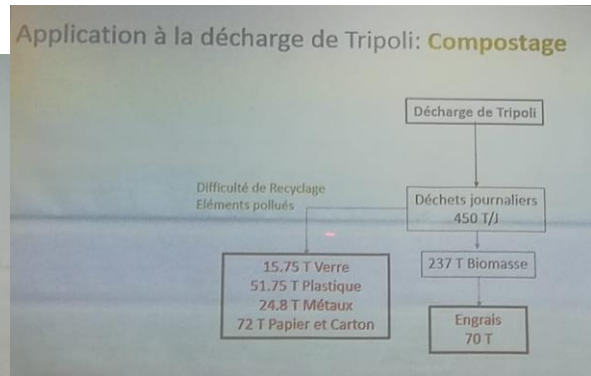 Application à la décharge de Tripoli: Compostage
Décharge de Tripoli
Difficulté de Recyclage
Eléments pollués
Déchets journaliers
450 T/J
15.75 T Verre
51.75 T Plastique
24.8 T Métaux
72 T Papier et Carton
237 T Biomasse
Engrais
70 T